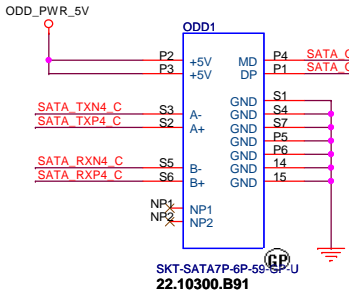 ODD_PWR_5V
ODD1
P2 +5V MD P4 SATA_
P3 +5V DP P1 SATA_
GND S1
SATA_TXN4_C S3 A- GND S4
SATA_TXP4_C S2 A+ GND S7
GND P5
GND P6
SATA_RXN4_C S5 B- GND 14
SATA_RXP4_C S6 B+ GND 15
NP1 NP1
NP2 NP2
GP
SKT-SATA7P-6P-59-GP-U
22.10300.B91